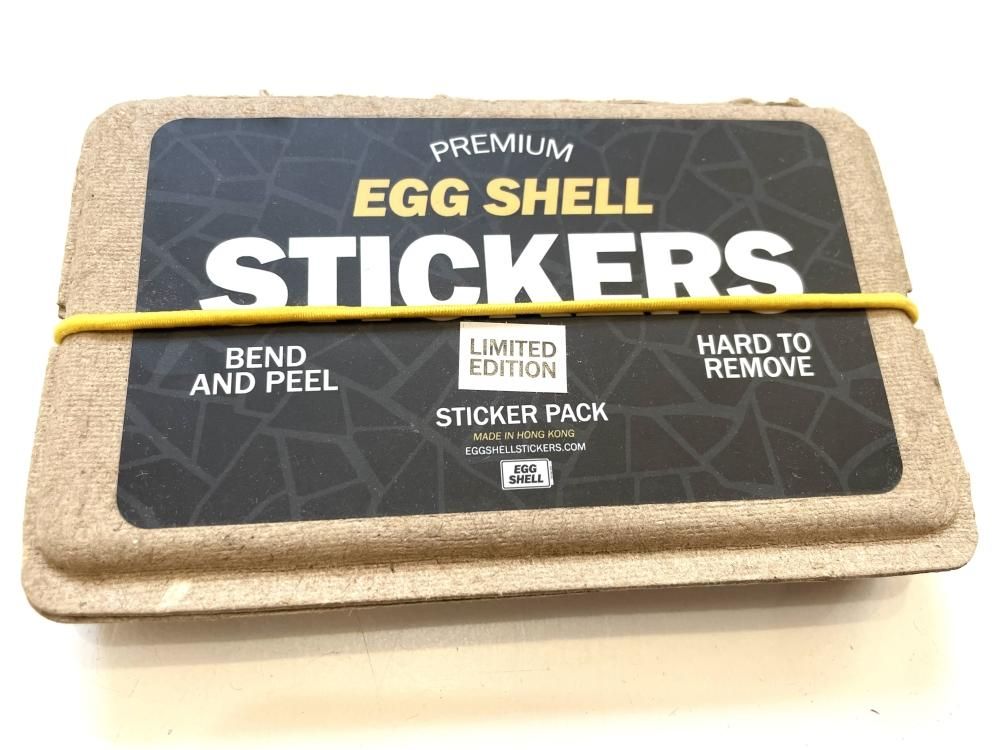 PREMIUM
EGG SHELL
STICKERS
BEND
AND PEEL
LIMITED
EDITION
HARD TO
REMOVE
STICKER PACK
MADE IN HONG KONG
EGGSHELLSTICKERS.COM
EGG
SHELL